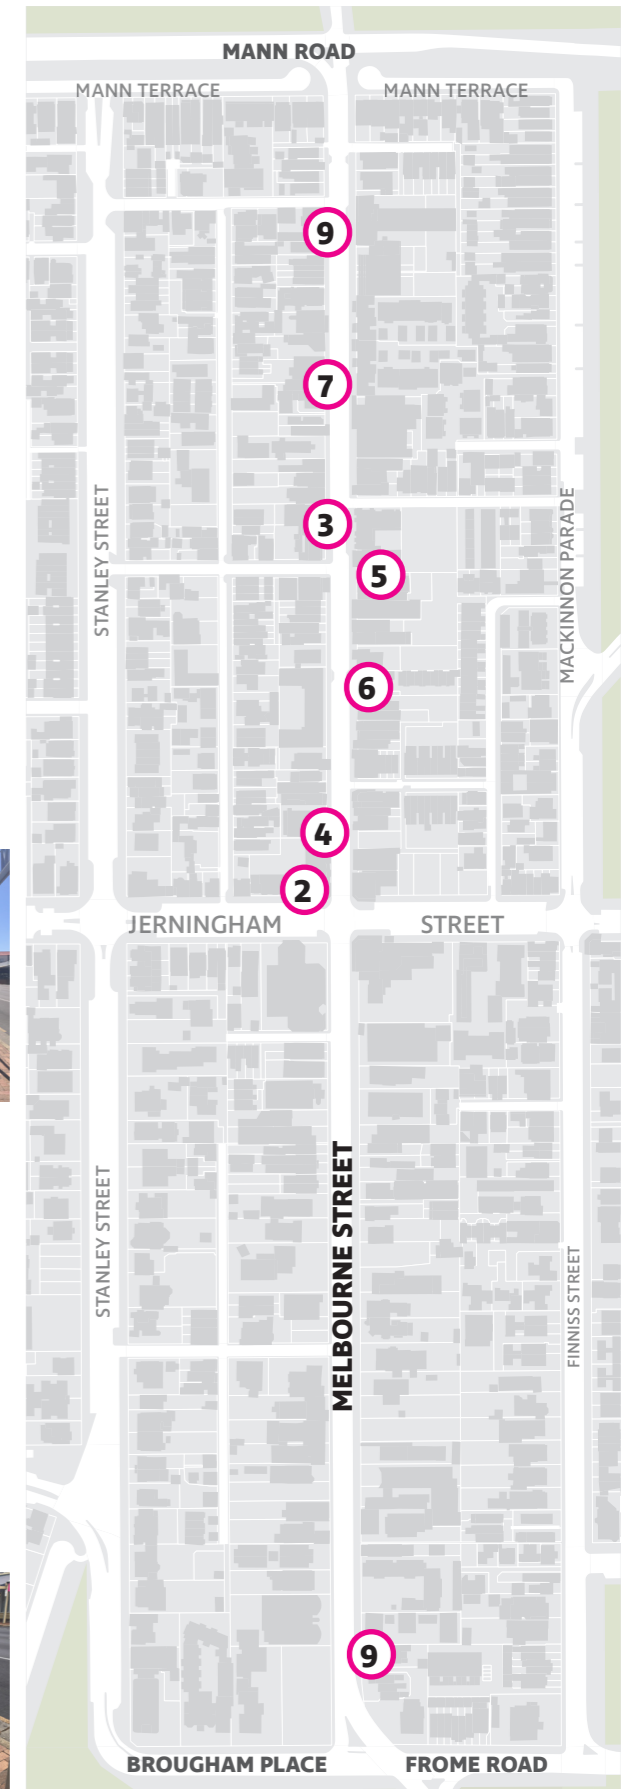 MANN ROAD
MANN TERRACE
MANN TERRACE
9
7
STANLEY STREET
3
MACKINNON PARADE
5
6
4
2
JERNINGHAM
STREET
STANLEY STREET
MELBOURNE STREET
FINNISS STREET
9
BROUGHAM PLACE
FROME ROAD